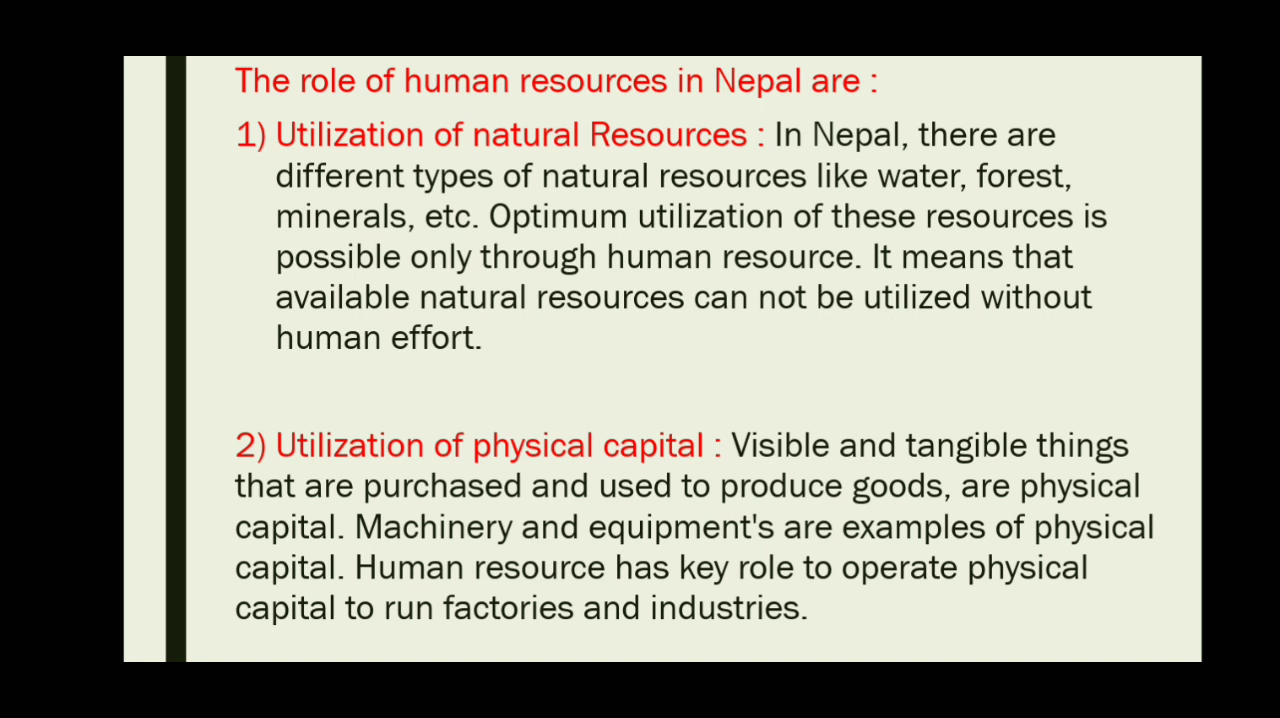 The role of human resources in Nepal are :
1) Utilization of natural Resources : In Nepal, there are
different types of natural resources like water, forest,
minerals, etc. Optimum utilization of these resources is
possible only through human resource. It means that
available natural resources can not be utilized without
human effort.
2) Utilization of physical capital : Visible and tangible things
that are purchased and used to produce goods, are physical
capital. Machinery and equipment's are examples of physical
capital. Human resource has key role to operate physical
capital to run factories and industries.